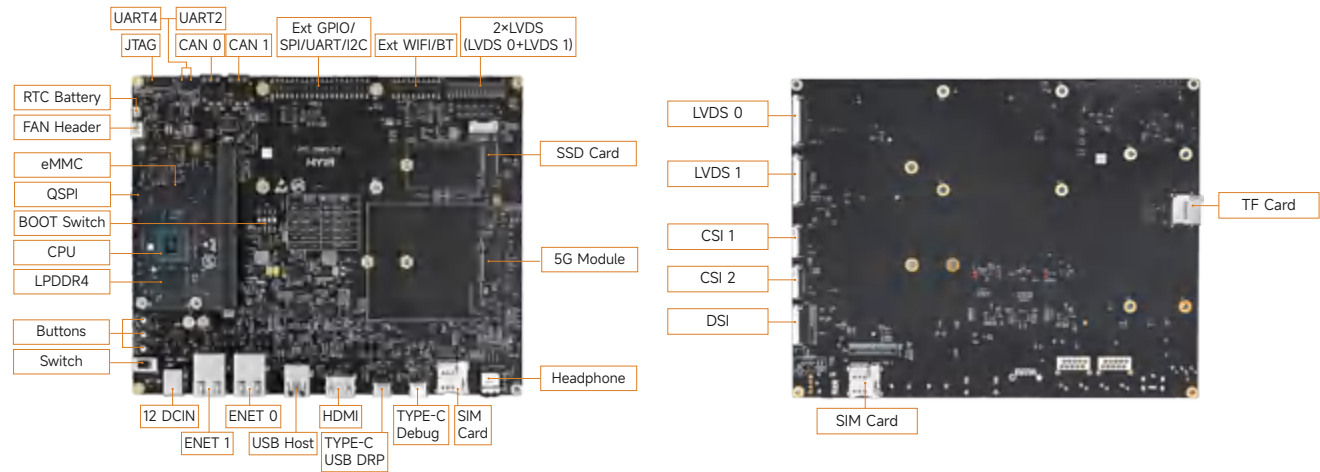 UART4
UART2
JTAG
CAN 0
CAN 1
Ext GPIO/
SPI/UART/I2C
Ext WIFI/BT
2×LVDS
(LVDS 0+LVDS 1)
RTC Battery
FAN Header
eMMC
QSPI
BOOT Switch
CPU
LPDDR4
Buttons
Switch
SSD Card
5G Module
Headphone
12 DCIN
ENET 1
ENET 0
USB Host
HDMI
TYPE-C
USB DRP
TYPE-C
Debug
SIM
Card
MYIR
LVDS 0
LVDS 1
CSI 1
CSI 2
DSI
TF Card
SIM Card